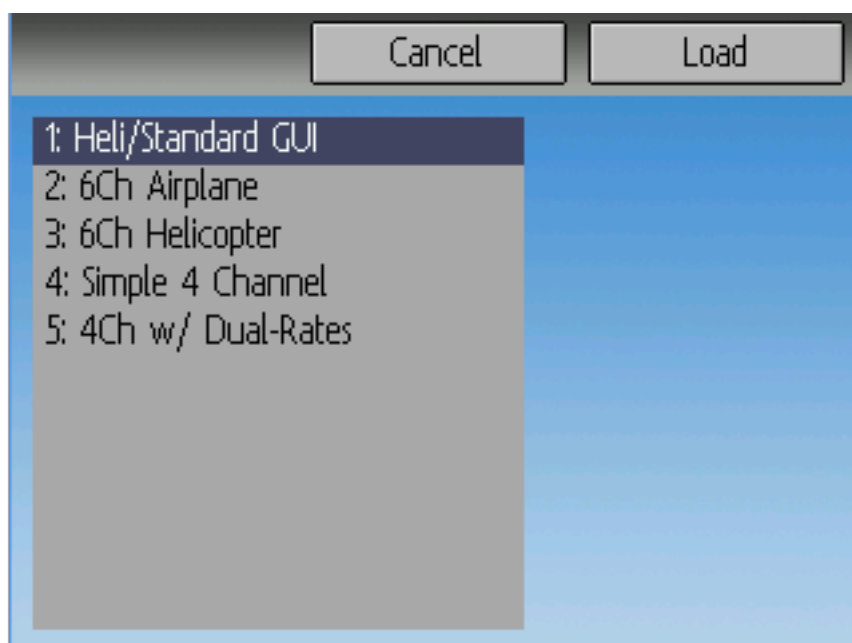 Cancel
Load
1: Heli/Standard GUI
2: 6Ch Airplane
3: 6Ch Helicopter
4: Simple 4 Channel
5: 4Ch w/ Dual-Rates